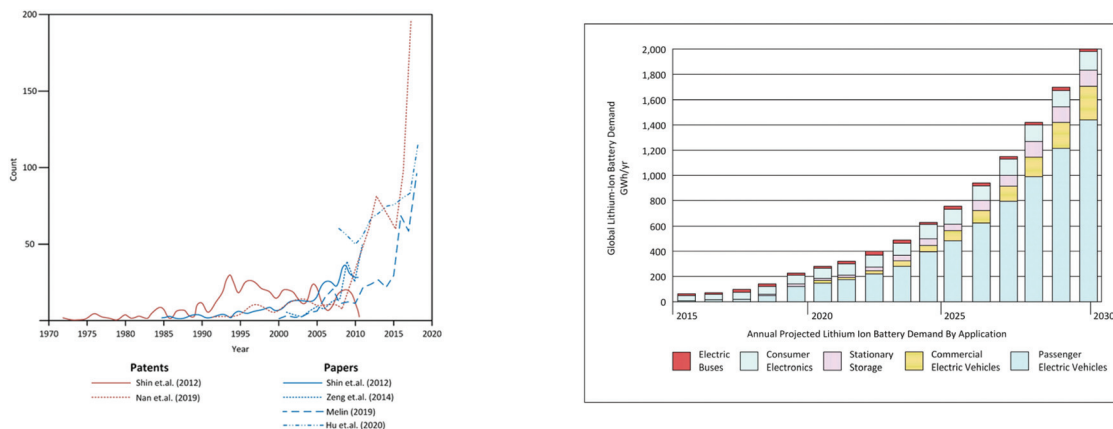 200
150
100
50
Count
1970 1975 1980 1985 1990 1995 2000 2005 2010 2015 2020
Year
Patents
Shin et.al. (2012)
Nan et.al. (2019)
Papers
Shin et.al. (2012)
Zeng et.al. (2014)
Melin (2019)
Hu et.al. (2020)
Global Lithium-Ion Battery Demand
GWh/yr
2,000
1,800
1,600
1,400
1,200
1,000
800
600
400
200
0
2015 2020 2025 2030
Annual Projected Lithium Ion Battery Demand By Application
Electric
Buses
Consumer
Electronics
Stationary
Storage
Commercial
Electric Vehicles
Passenger
Electric Vehicles